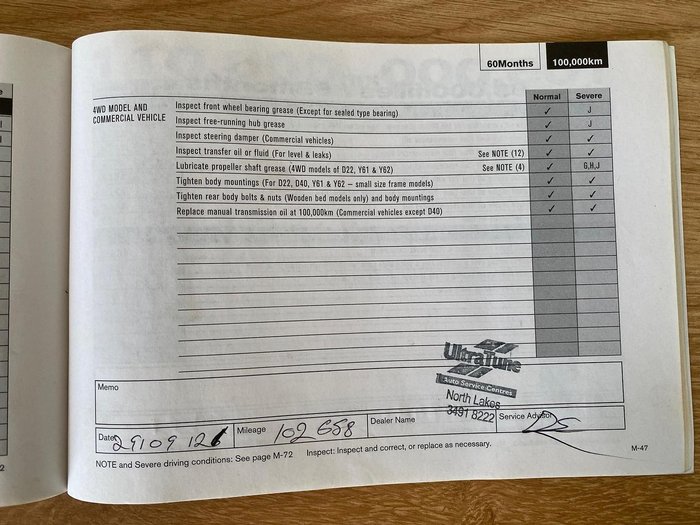 60Months 100,000km
Normal Severe
4WD MODEL AND
COMMERCIAL VEHICLE
Inspect front wheel bearing grease (Except for sealed type bearing) ✓ J
Inspect free-running hub grease ✓ J
Inspect steering damper (Commercial vehicles) ✓ ✓
Inspect transfer oil or fluid (For level & leaks) See NOTE (12) ✓ ✓
Lubricate propeller shaft grease (4WD models of D22, Y61 & Y62) See NOTE (4) ✓ G,H,J
Tighten body mountings (For D22, D40, Y61 & Y62 – small size frame models) ✓ ✓
Tighten rear body bolts & nuts (Wooden bed models only) and body mountings ✓ ✓
Replace manual transmission oil at 100,000km (Commercial vehicles except D40) ✓ ✓
UltraTune
Auto Service Centres
North Lakes
3491 8222
Memo
Date 29109 121 Mileage 102 658 Dealer Name Service Advisor
NOTE and Severe driving conditions: See page M-72 Inspect: Inspect and correct, or replace as necessary.
M-47